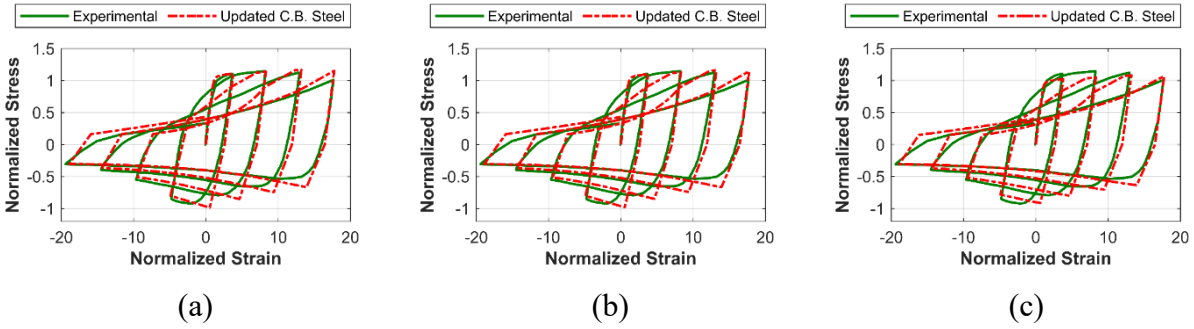 Experimental Updated C.B. Steel
Normalized Stress
1.5
1
0.5
0
-0.5
-1
-20 -10 0 10 20
Normalized Strain
(a)
Experimental Updated C.B. Steel
Normalized Stress
1.5
1
0.5
0
-0.5
-1
-20 -10 0 10 20
Normalized Strain
(b)
Experimental Updated C.B. Steel
Normalized Stress
1.5
1
0.5
0
-0.5
-1
-20 -10 0 10 20
Normalized Strain
(c)